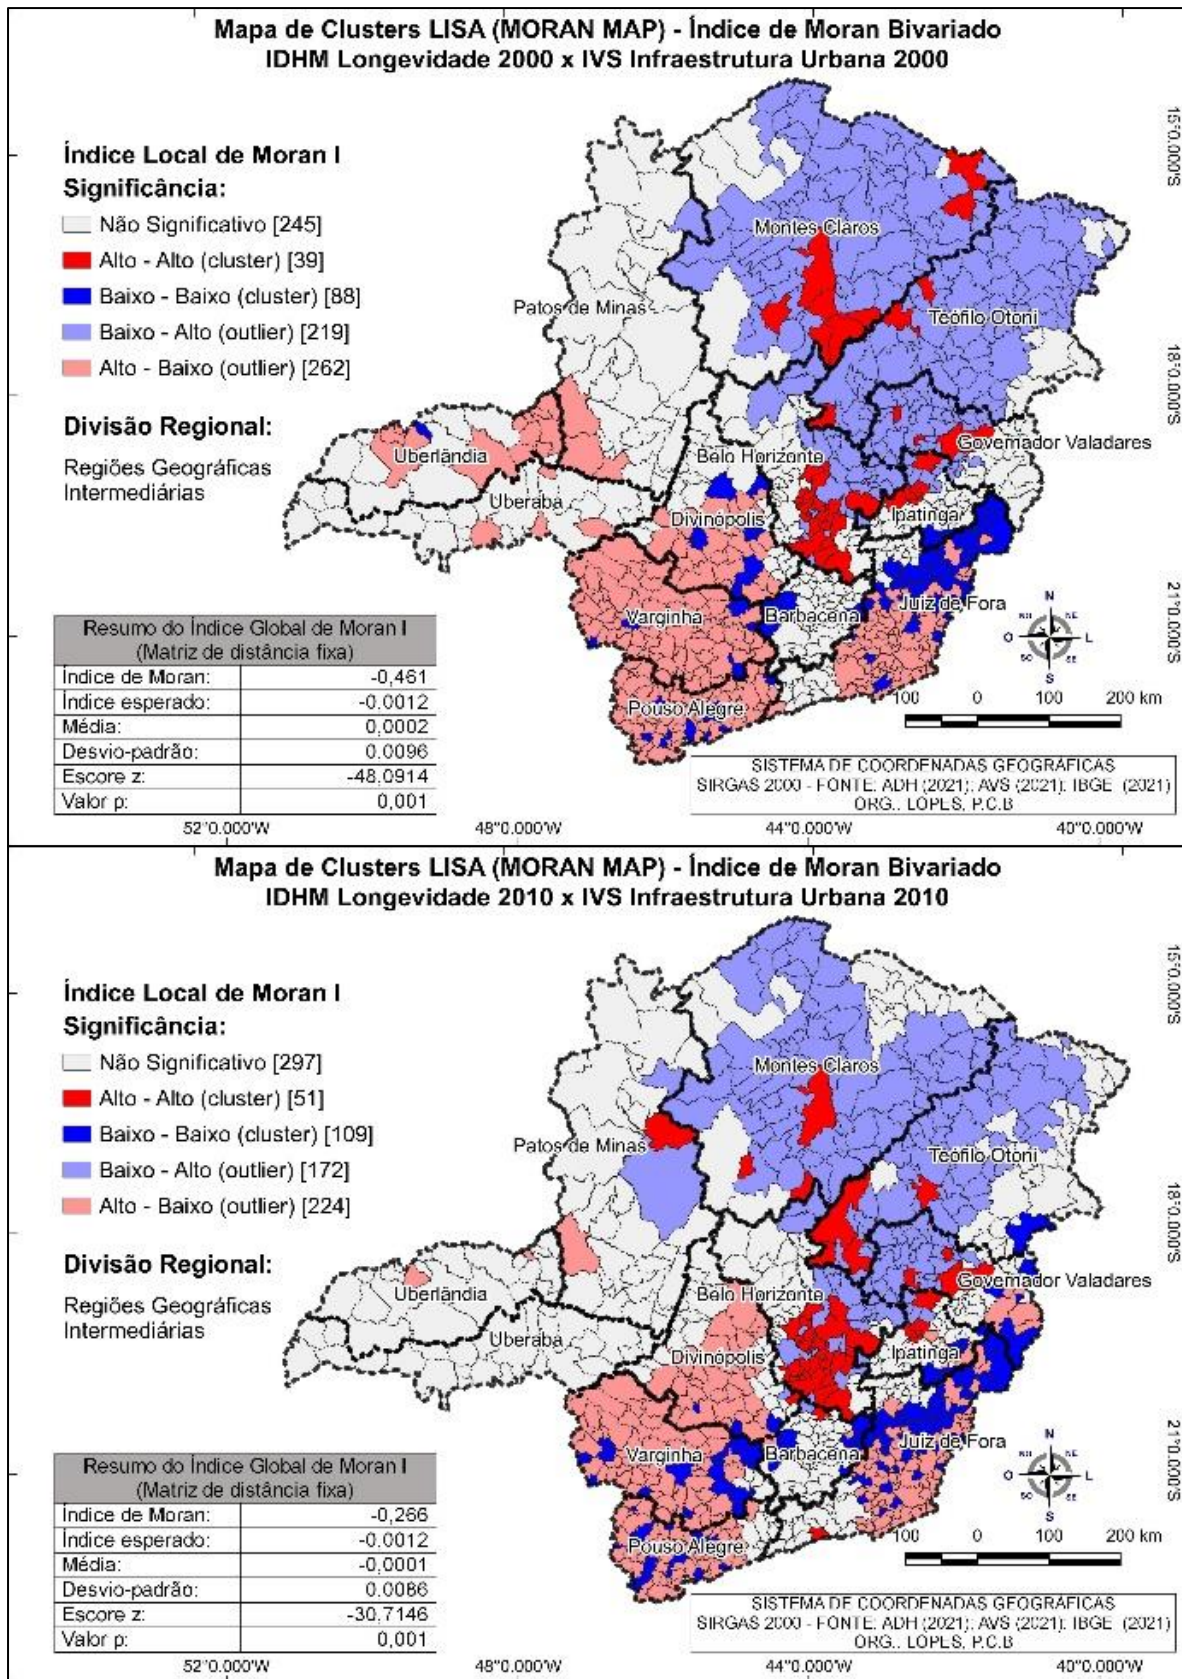 Mapa de Clusters LISA (MORAN MAP) - Índice de Moran Bivariado
IDHM Longevidade 2000 x IVS Infraestrutura Urbana 2000
Índice Local de Moran I
Significância:
Não Significativo [245]
Alto - Alto (cluster) [39]
Baixo - Baixo (cluster) [88]
Baixo - Alto (outlier) [219]
Alto - Baixo (outlier) [262]
Divisão Regional:
Regiões Geográficas
Intermediárias
15°0.000'S
Montes Claros
Patos de Minas
Teófilo Otoni
18°0.000'S
Governador Valadares
Belo Horizonte
Uberlândia
Uberaba
Ipatinga
Divinópolis
21°0.000'S
Varginha
Barbacena
Juiz de Fora
Pouso Alegre
N
NO
NE
O
L
SO
SE
S
100 0 100 200 km
Resumo do Índice Global de Moran I
(Matriz de distância fixa)
Índice de Moran: -0,461
Índice esperado: -0.0012
Média: 0,0002
Desvio-padrão: 0.0096
Escore z: -48.0914
Valor p: 0,001
SISTEMA DE COORDENADAS GEOGRÁFICAS
SIRGAS 2000 - FONTE: ADH (2021); AVS (2021); IBGE (2021)
ORG.: LOPES, P.C.B
52°0.000'W 48°0.000'W 44°0.000'W 40°0.000'W
Mapa de Clusters LISA (MORAN MAP) - Índice de Moran Bivariado
IDHM Longevidade 2010 x IVS Infraestrutura Urbana 2010
Índice Local de Moran I
Significância:
Não Significativo [297]
Alto - Alto (cluster) [51]
Baixo - Baixo (cluster) [109]
Baixo - Alto (outlier) [172]
Alto - Baixo (outlier) [224]
Divisão Regional:
Regiões Geográficas
Intermediárias
15°0.000'S
Montes Claros
Patos de Minas
Teófilo Otoni
18°0.000'S
Governador Valadares
Belo Horizonte
Uberlândia
Uberaba
Ipatinga
Divinópolis
21°0.000'S
Varginha
Barbacena
Juiz de Fora
Pouso Alegre
N
NO
NE
O
L
SO
SE
S
100 0 100 200 km
Resumo do Índice Global de Moran I
(Matriz de distância fixa)
Índice de Moran: -0,266
Índice esperado: -0.0012
Média: -0,0001
Desvio-padrão: 0.0086
Escore z: -30,7146
Valor p: 0,001
SISTEMA DE COORDENADAS GEOGRÁFICAS
SIRGAS 2000 - FONTE: ADH (2021); AVS (2021); IBGE (2021)
ORG.: LOPES, P.C.B
52°0.000'W 48°0.000'W 44°0.000'W 40°0.000'W